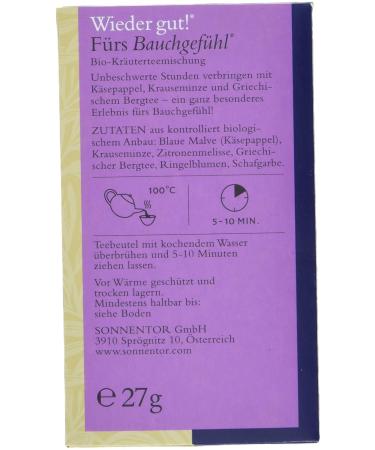 Wieder gut!®
Fürs Bauchgefühl®
Bio-Kräuterteemischung
Unbeschwerte Stunden verbringen mit
Käsepappel, Krauseminze und Griechi-
schem Bergtee – ein ganz besonderes
Erlebnis fürs Bauchgefühl!
ZUTATEN aus kontrolliert biologi-
schem Anbau: Blaue Malve (Käsepappel),
Krauseminze, Zitronenmelisse, Griechi-
scher Bergtee, Ringelblumen, Schafgarbe.
100°C
5-10 MIN.
Teebeutel mit kochendem Wasser
überbrühen und 5-10 Minuten
ziehen lassen.
Vor Wärme geschützt und
trocken lagern.
Mindestens haltbar bis:
siehe Boden
SONNENTOR GmbH
3910 Sprögnitz 10, Österreich
www.sonnentor.com
℮ 27g